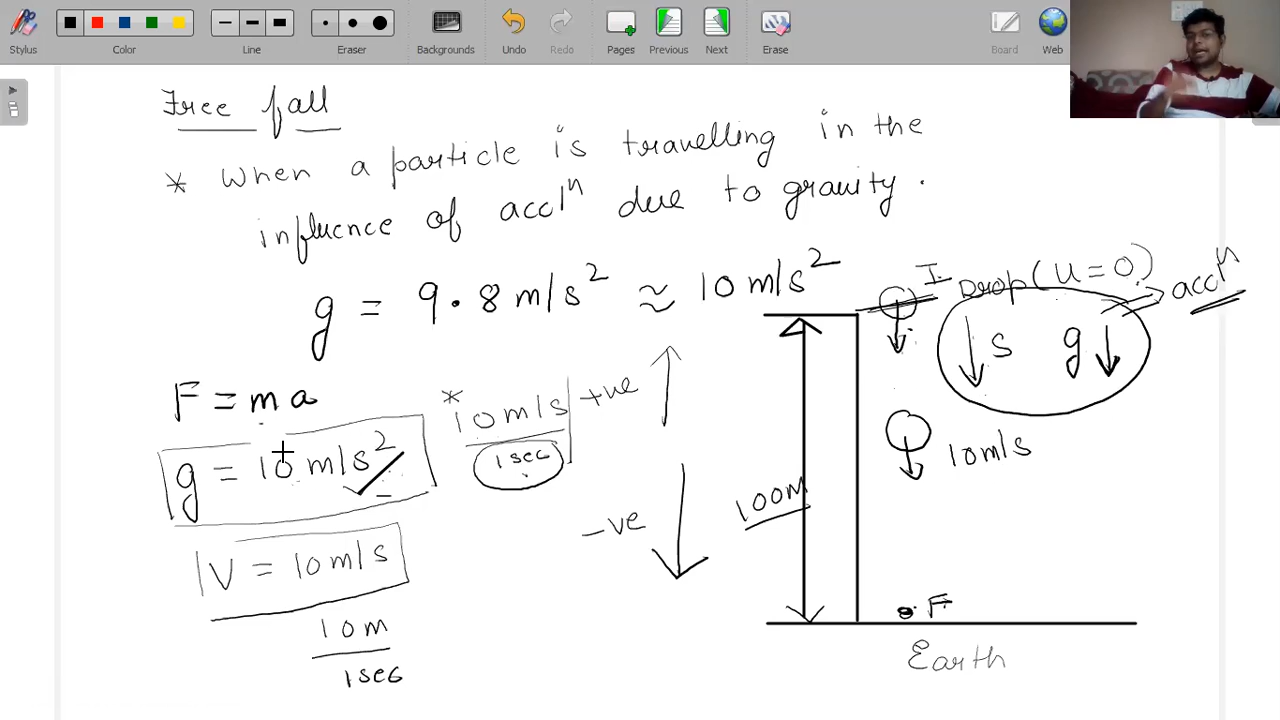 Stylus
Color
Line
Eraser
Backgrounds
Undo
Redo
Pages
Previous
Next
Erase
Board
Web
Free fall
* When a particle is travelling in the
influence of acclⁿ due to gravity.
g = 9.8 m/s² ≈ 10 m/s²
I Drop (u = 0)
acclⁿ
↓ s g ↓
F = ma
* 10 m/s
1 sec
+ve
g = 10 m/s²
10 m/s
100M
-ve
V = 10 m/s
10 m
1 sec
F
Earth